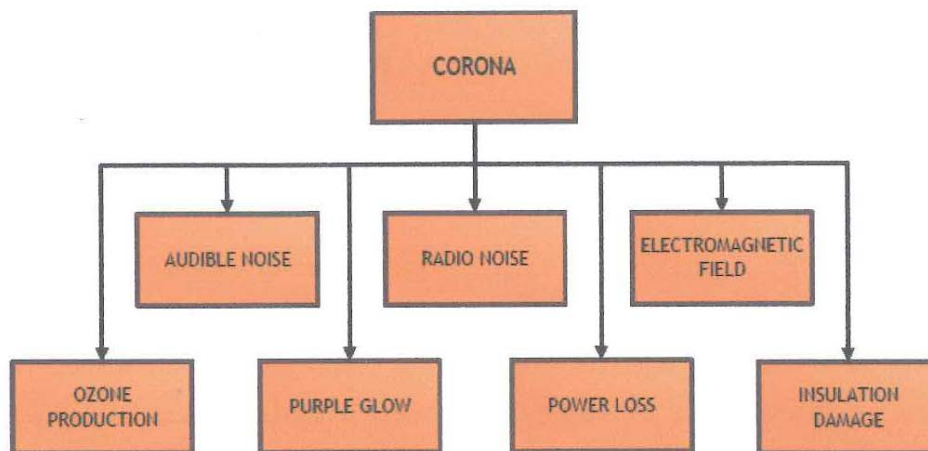 CORONA
AUDIBLE NOISE
RADIO NOISE
ELECTROMAGNETIC
FIELD
OZONE
PRODUCTION
PURPLE GLOW
POWER LOSS
INSULATION
DAMAGE